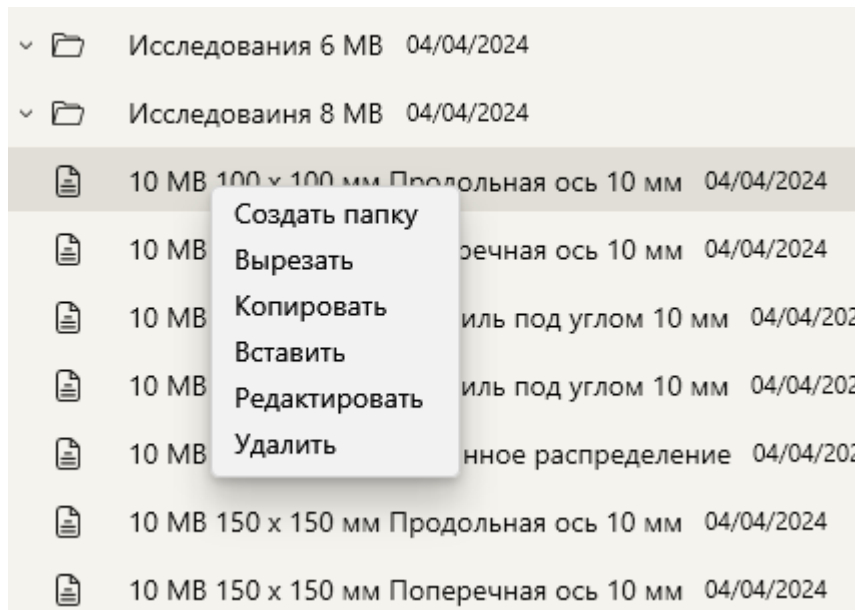 Исследования 6 MB 04/04/2024
Исследоваиня 8 MB 04/04/2024
10 MB 100 x 100 мм Продольная ось 10 мм 04/04/2024
Создать папку
10 MB речная ось 10 мм 04/04/2024
Вырезать
Копировать
10 MB иль под углом 10 мм 04/04/202
Вставить
10 MB иль под углом 10 мм 04/04/202
Редактировать
Удалить
10 MB нное распределение 04/04/202
10 MB 150 x 150 мм Продольная ось 10 мм 04/04/2024
10 MB 150 x 150 мм Поперечная ось 10 мм 04/04/2024